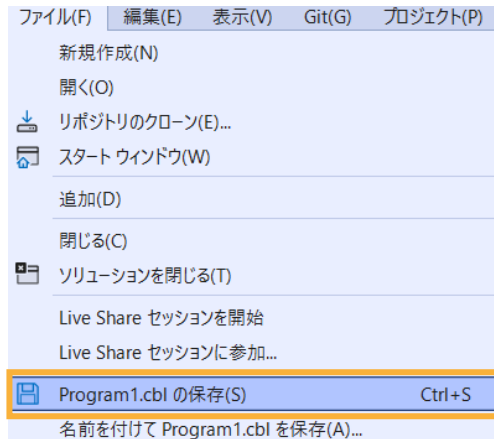 ファイル(F) 編集(E) 表示(V) Git(G) プロジェクト(P)
新規作成(N)
開く(O)
リポジトリのクローン(E)...
スタート ウィンドウ(W)
追加(D)
閉じる(C)
ソリューションを閉じる(T)
Live Share セッションを開始
Live Share セッションに参加...
Program1.cbl の保存(S) Ctrl+S
名前を付けて Program1.cbl を保存(A)...